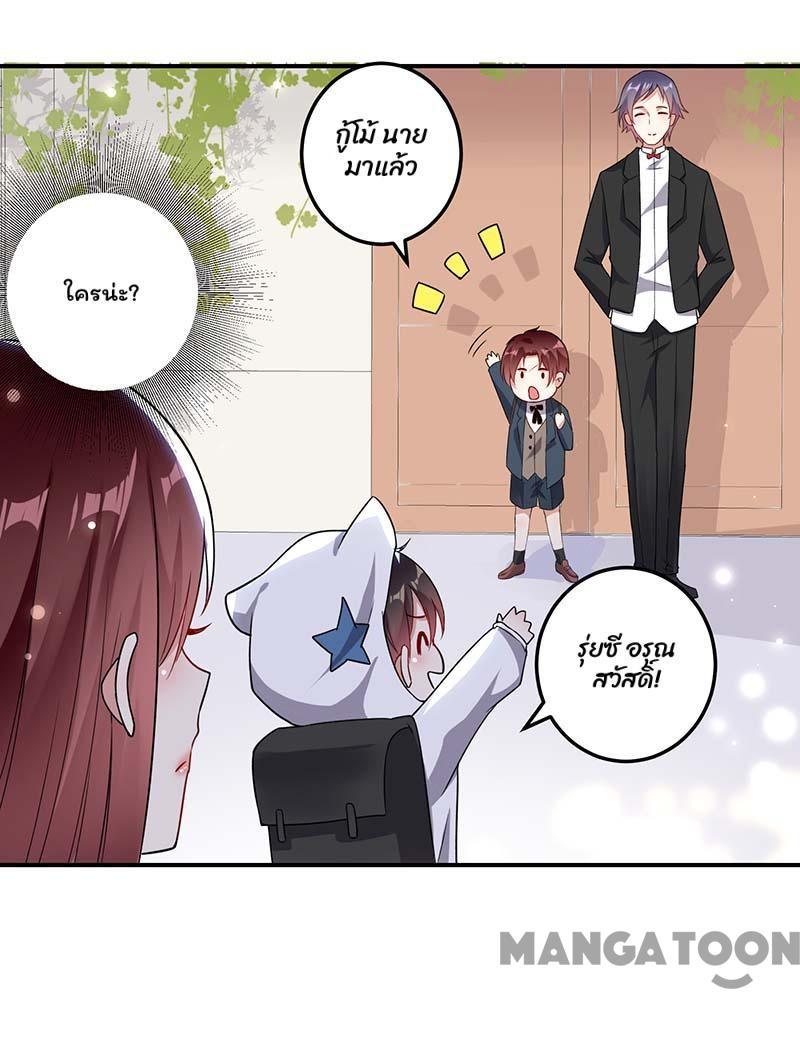 กู้โม้ นาย
มาแล้ว
ใครน่ะ?
รุ่ยซี อรุณ
สวัสดิ์!
MANGATOON